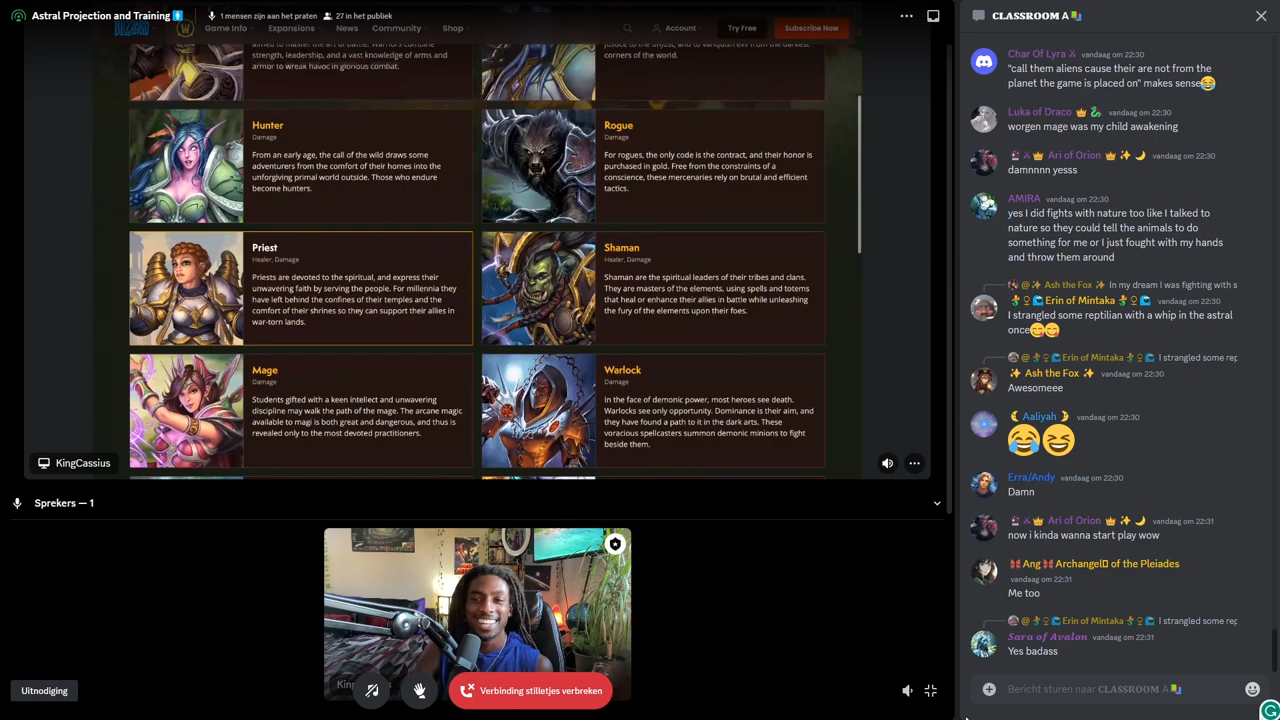 Astral Projection and Training
1 mensen zijn aan het praten
27 in het publiek
BLIZZARD
Game Info
Expansions
News
Community
Shop
Account
Try Free
Subscribe Now
strength, leadership, and a vast knowledge of arms and
armor to wreak havoc in glorious combat.
corners of the world.
Hunter
Damage
From an early age, the call of the wild draws some
adventurers from the comfort of their homes into the
unforgiving primal world outside. Those who endure
become hunters.
Rogue
Damage
For rogues, the only code is the contract, and their honor is
purchased in gold. Free from the constraints of a
conscience, these mercenaries rely on brutal and efficient
tactics.
Priest
Healer, Damage
Priests are devoted to the spiritual, and express their
unwavering faith by serving the people. For millennia they
have left behind the confines of their temples and the
comfort of their shrines so they can support their allies in
war-torn lands.
Shaman
Healer, Damage
Shaman are the spiritual leaders of their tribes and clans.
They are masters of the elements, using spells and totems
that heal or enhance their allies in battle while unleashing
the fury of the elements upon their foes.
Mage
Damage
Students gifted with a keen intellect and unwavering
discipline may walk the path of the mage. The arcane magic
available to magi is both great and dangerous, and thus is
revealed only to the most devoted practitioners.
Warlock
Damage
In the face of demonic power, most heroes see death.
Warlocks see only opportunity. Dominance is their aim, and
they have found a path to it in the dark arts. These
voracious spellcasters summon demonic minions to fight
beside them.
KingCassius
Sprekers — 1
Uitnodiging
Verbinding stilletjes verbreken
CLASSROOM A
Char Of Lyra ⚔ vandaag om 22:30
"call them aliens cause their are not from the
planet the game is placed on" makes sense😂
Luka of Draco 👑 🐉 vandaag om 22:30
worgen mage was my child awakening
🔮⚔👑 Ari of Orion 👑✨🌙 vandaag om 22:30
damnnnn yesss
AMIRA vandaag om 22:30
yes I did fights with nature too like I talked to
nature so they could tell the animals to do
something for me or I just fought with my hands
and throw them around
@✨ Ash the Fox ✨ In my dream I was fighting with s
🧜♀🌊Erin of Mintaka 🧜♀🌊 vandaag om 22:30
I strangled some reptilian with a whip in the astral
once😋😋
@🧜♀🌊Erin of Mintaka 🧜♀🌊 I strangled some rep
✨ Ash the Fox ✨ vandaag om 22:30
Awesomeee
🌙 Aaliyah 🌛 vandaag om 22:30
😂😆
Erra/Andy vandaag om 22:30
Damn
🔮⚔👑 Ari of Orion 👑✨🌙 vandaag om 22:31
now i kinda wanna start play wow
🎀Ang 🎀Archangel of the Pleiades
vandaag om 22:31
Me too
@🧜♀🌊Erin of Mintaka 🧜♀🌊 I strangled some rep
Sara of Avalon vandaag om 22:31
Yes badass
Bericht sturen naar CLASSROOM A